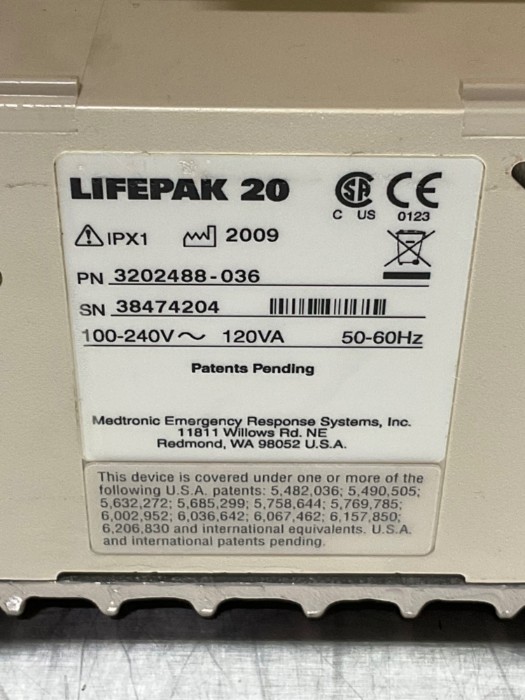 LIFEPAK 20
C US
0123
IPX1 2009
PN 3202488-036
SN 38474204
100-240V∼ 120VA 50-60Hz
Patents Pending
Medtronic Emergency Response Systems, Inc.
11811 Willows Rd. NE
Redmond, WA 98052 U.S.A.
This device is covered under one or more of the
following U.S.A. patents: 5,482,036; 5,490,505;
5,632,272; 5,685,299; 5,758,644; 5,769,785;
6,002,952; 6,036,642; 6,067,462; 6,157,850;
6,206,830 and international equivalents. U.S.A.
and international patents pending.